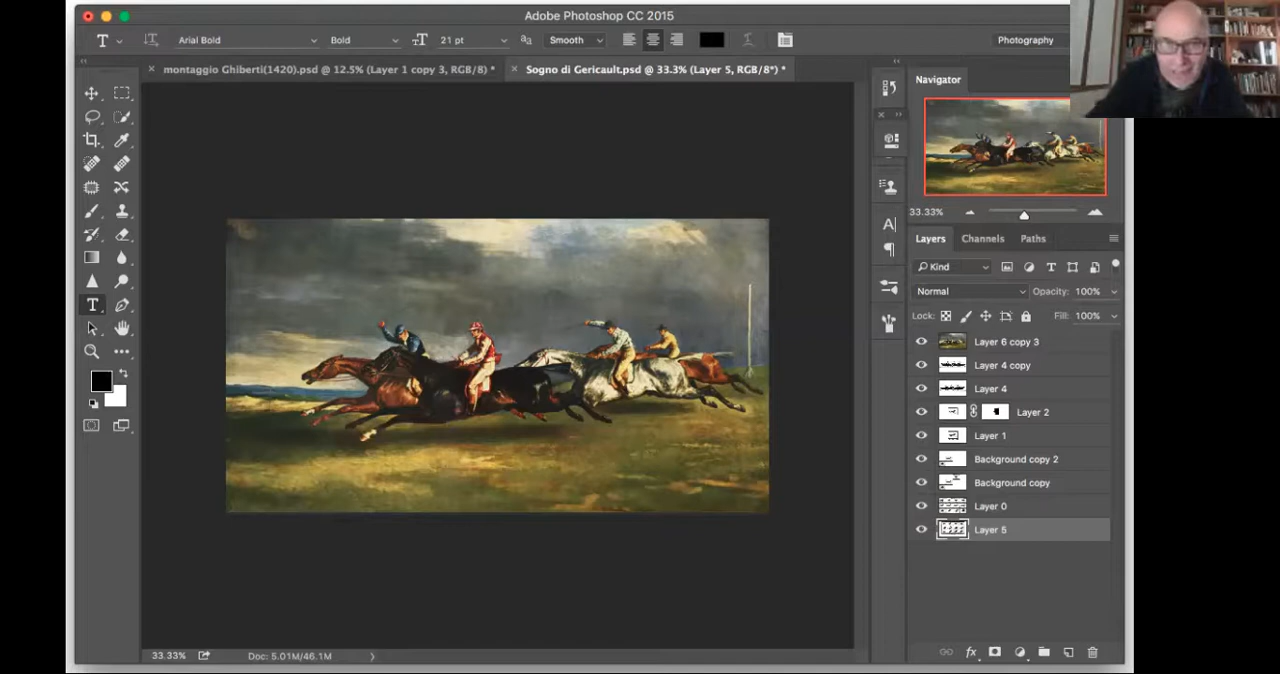 Adobe Photoshop CC 2015
T Arial Bold Bold 21 pt aa Smooth Photography
montaggio Ghiberti(1420).psd @ 12.5% (Layer 1 copy 3, RGB/8) * Sogno di Gericault.psd @ 33.3% (Layer 5, RGB/8*) *
Navigator
33.33%
Layers Channels Paths
Kind
Normal Opacity: 100%
Lock: Fill: 100%
Layer 6 copy 3
Layer 4 copy
Layer 4
Layer 2
Layer 1
Background copy 2
Background copy
Layer 0
Layer 5
33.33% Doc: 5.01M/46.1M
fx